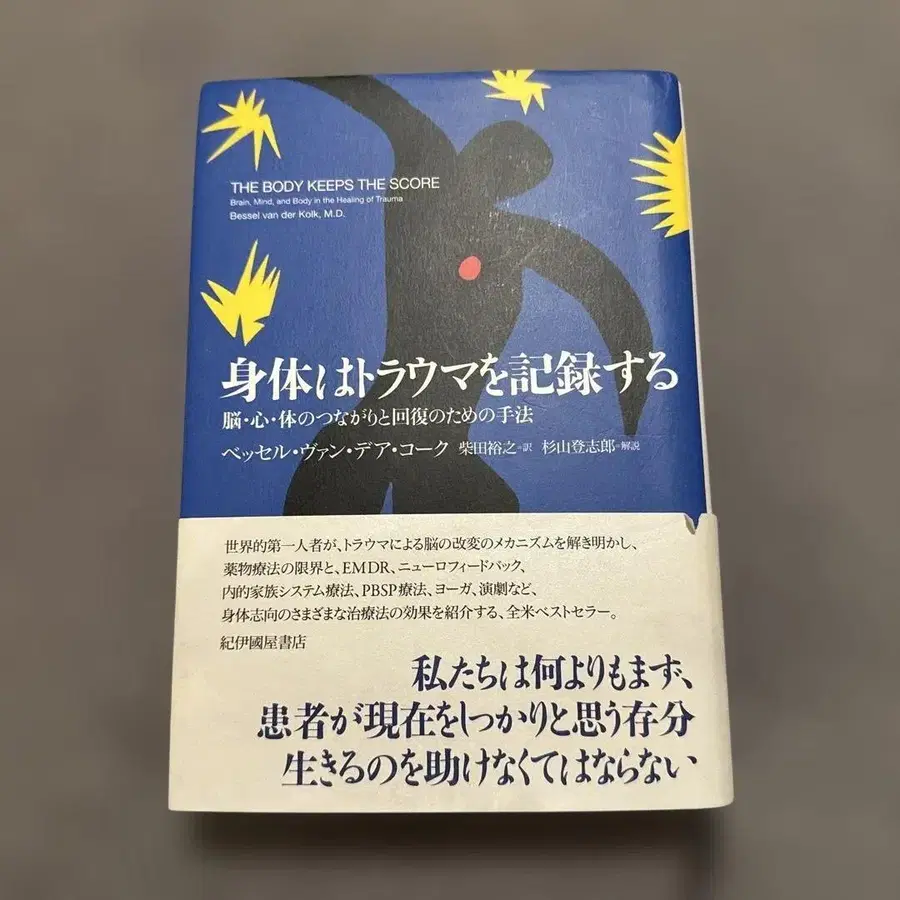 THE BODY KEEPS THE SCORE
Brain, Mind, and Body in the Healing of Trauma
Bessel van der Kolk, M.D.
身体はトラウマを記録する
脳・心・体のつながりと回復のための手法
ベッセル・ヴァン・デア・コーク 柴田裕之=訳 杉山登志郎=解説
世界的第一人者が、トラウマによる脳の改変のメカニズムを解き明かし、
薬物療法の限界と、EMDR、ニューロフィードバック、
内的家族システム療法、PBSP療法、ヨーガ、演劇など、
身体志向のさまざまな治療法の効果を紹介する、全米ベストセラー。
紀伊國屋書店
私たちは何よりもまず、
患者が現在をしっかりと思う存分
生きるのを助けなくてはならない